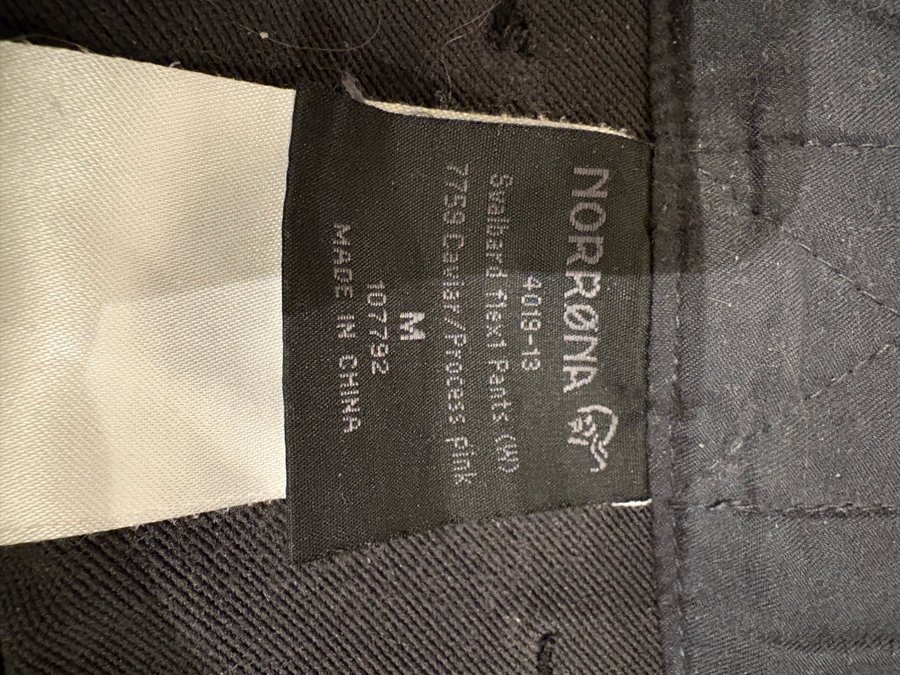 NORRØNA
4019-13
Svalbard flex1 Pants (W)
7759 Caviar/Process pink
M
107792
MADE IN CHINA